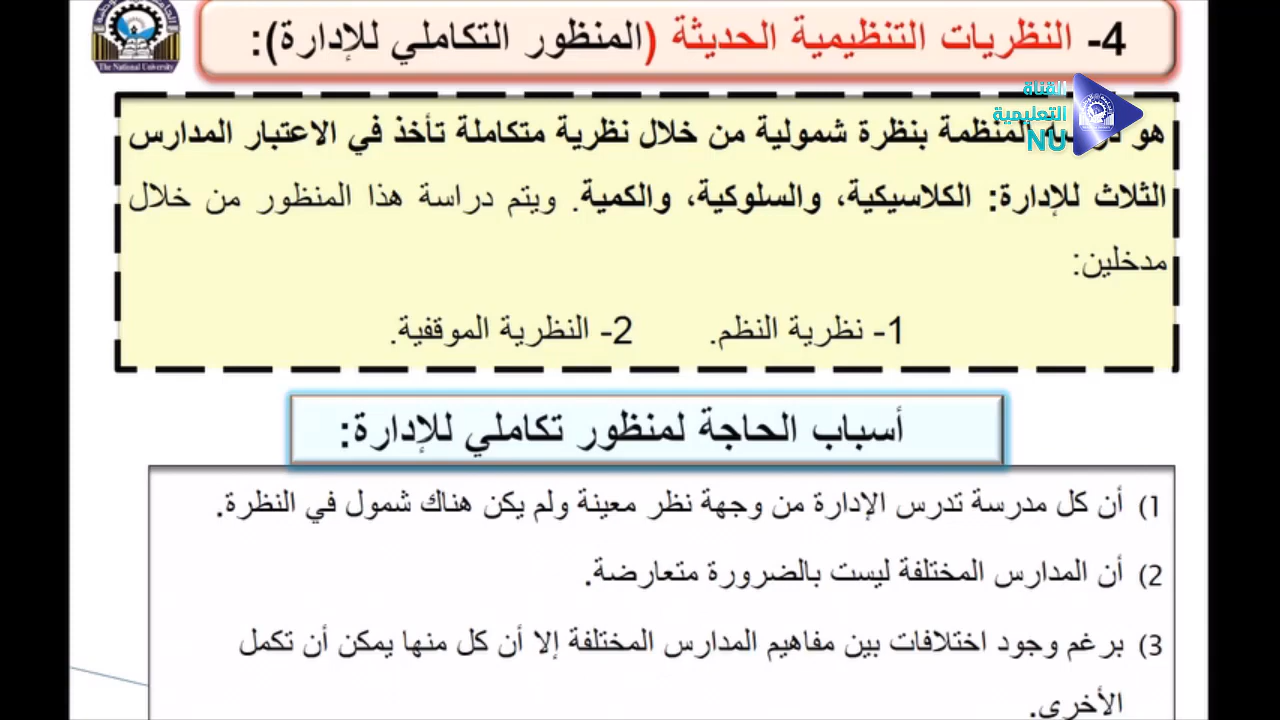 4- النظريات التنظيمية الحديثة (المنظور التكاملي للإدارة):
The National University
القناة
التعليمية
NU
هو دراسة المنظمة بنظرة شمولية من خلال نظرية متكاملة تأخذ في الاعتبار المدارس
الثلاث للإدارة: الكلاسيكية، والسلوكية، والكمية. ويتم دراسة هذا المنظور من خلال
مدخلين:
1- نظرية النظم. 2- النظرية الموقفية.
أسباب الحاجة لمنظور تكاملي للإدارة:
1) أن كل مدرسة تدرس الإدارة من وجهة نظر معينة ولم يكن هناك شمول في النظرة.
2) أن المدارس المختلفة ليست بالضرورة متعارضة.
3) برغم وجود اختلافات بين مفاهيم المدارس المختلفة إلا أن كل منها يمكن أن تكمل
الأخرى.